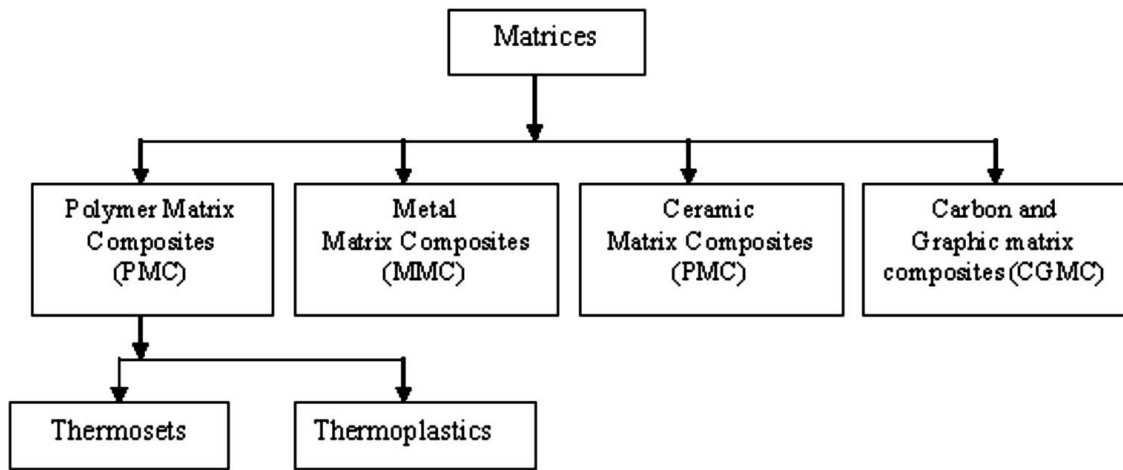 Matrices
Polymer Matrix
Composites
(PMC)
Metal
Matrix Composites
(MMC)
Ceramic
Matrix Composites
(PMC)
Carbon and
Graphic matrix
composites (CGMC)
Thermosets
Thermoplastics